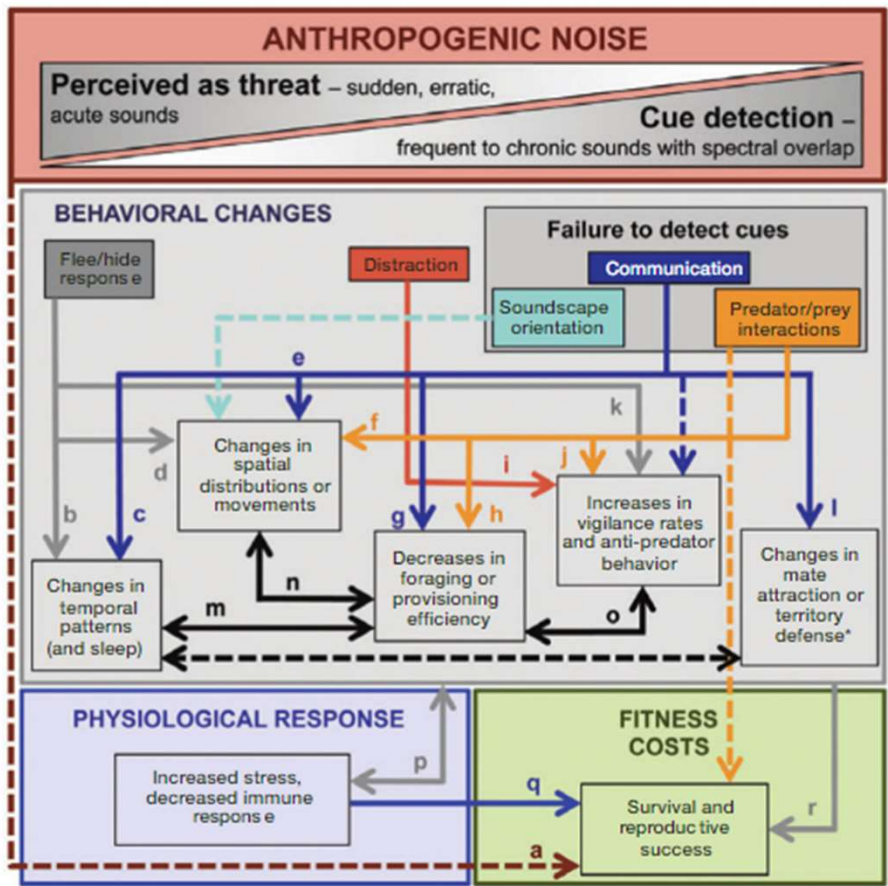 ANTHROPOGENIC NOISE
Perceived as threat – sudden, erratic,
acute sounds
Cue detection –
frequent to chronic sounds with spectral overlap
BEHAVIORAL CHANGES
Flee/hide
response
Distraction
Failure to detect cues
Communication
Soundscape
orientation
Predator/prey
interactions
e
k
f
d
i
j
b
c
g
h
l
Changes in
spatial
distributions or
movements
Increases in
vigilance rates
and anti-predator
behavior
Changes in
temporal
patterns
(and sleep)
Decreases in
foraging or
provisioning
efficiency
Changes in
mate
attraction or
territory
defense*
m
n
o
PHYSIOLOGICAL RESPONSE
FITNESS
COSTS
p
Increased stress,
decreased immune
response
q
Survival and
reproductive
success
r
a